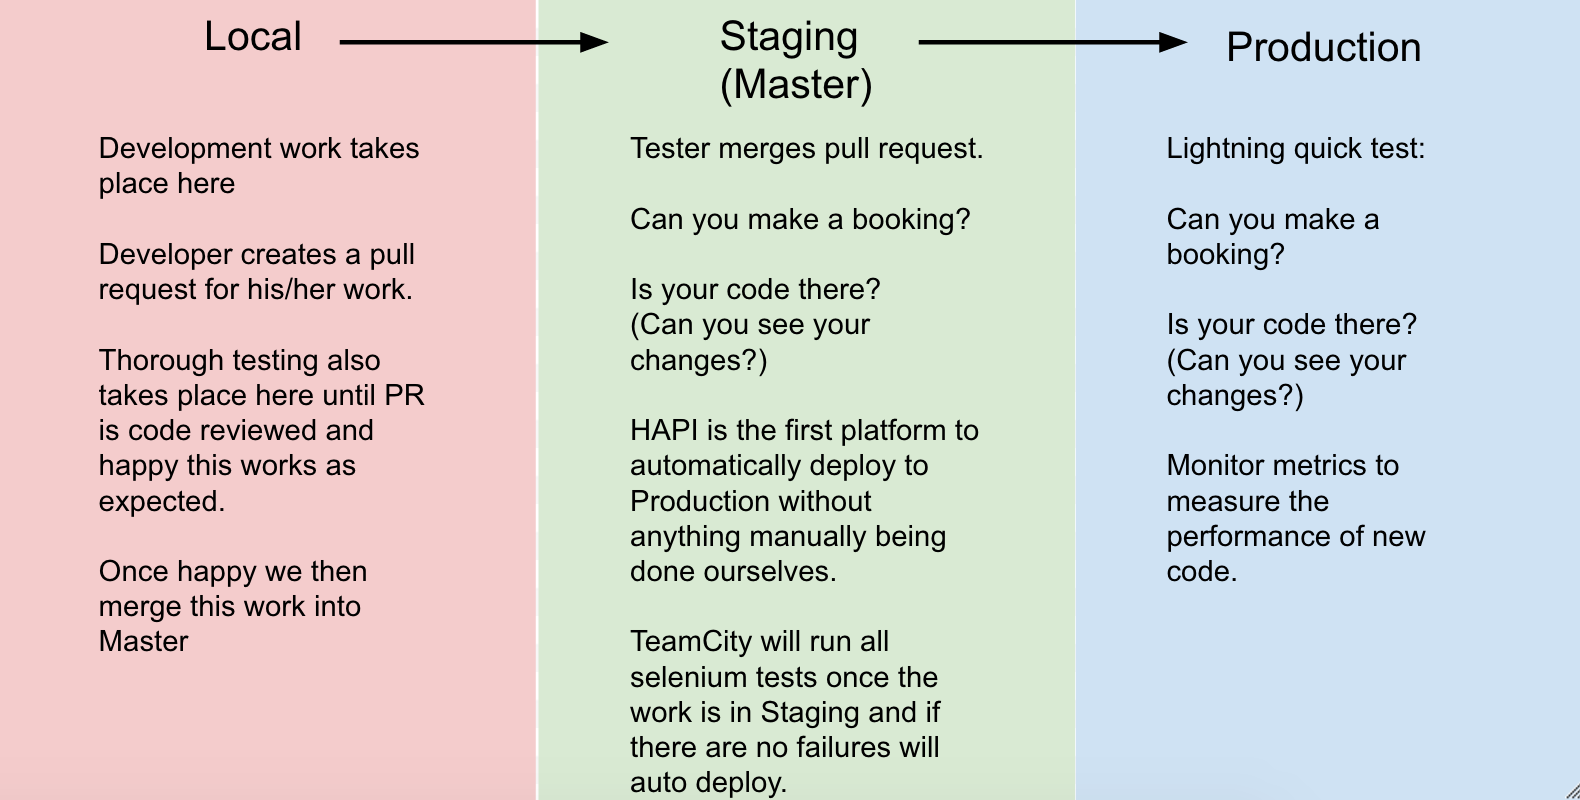 Local
Development work takes
place here
Developer creates a pull
request for his/her work.
Thorough testing also
takes place here until PR
is code reviewed and
happy this works as
expected.
Once happy we then
merge this work into
Master
Staging
(Master)
Tester merges pull request.
Can you make a booking?
Is your code there?
(Can you see your
changes?)
HAPI is the first platform to
automatically deploy to
Production without
anything manually being
done ourselves.
TeamCity will run all
selenium tests once the
work is in Staging and if
there are no failures will
auto deploy.
Production
Lightning quick test:
Can you make a
booking?
Is your code there?
(Can you see your
changes?)
Monitor metrics to
measure the
performance of new
code.